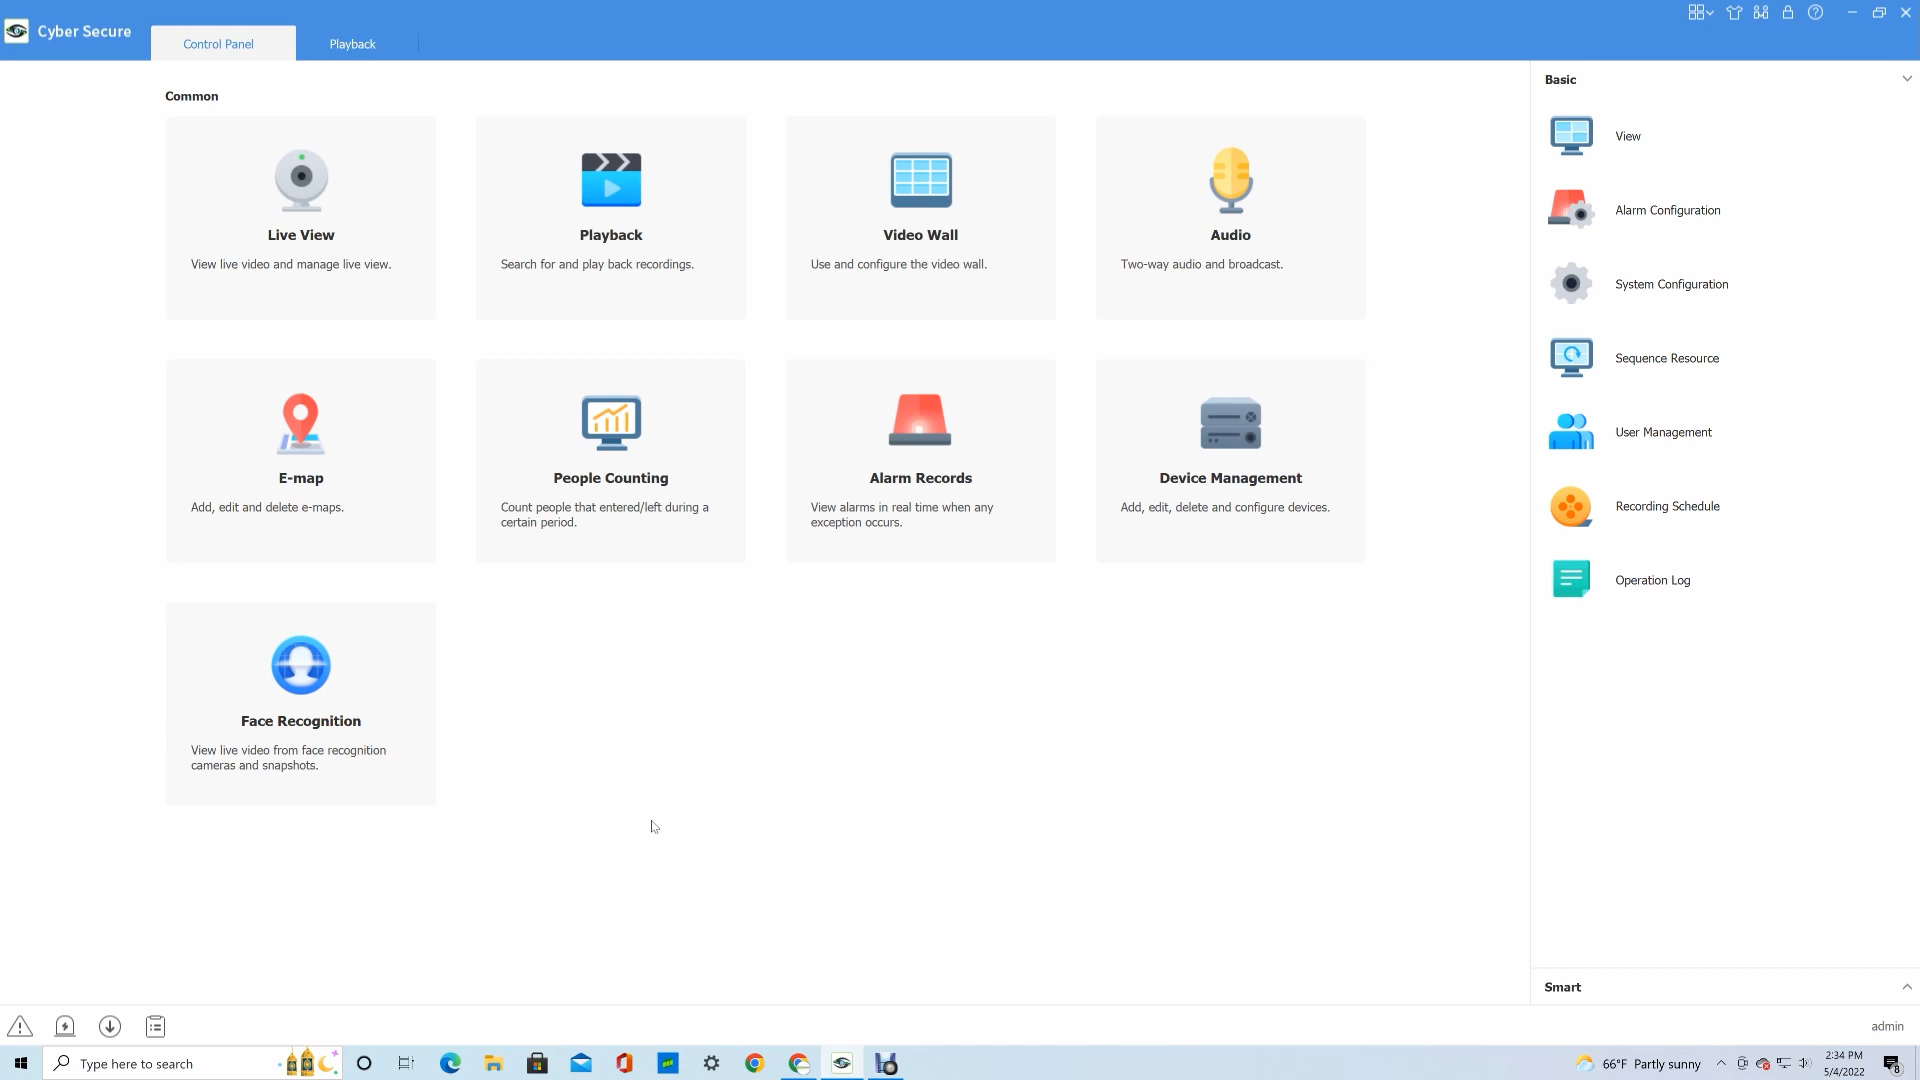 Cyber Secure
Control Panel
Playback
Common
Live View
View live video and manage live view.
Playback
Search for and play back recordings.
Video Wall
Use and configure the video wall.
Audio
Two-way audio and broadcast.
E-map
Add, edit and delete e-maps.
People Counting
Count people that entered/left during a
certain period.
Alarm Records
View alarms in real time when any
exception occurs.
Device Management
Add, edit, delete and configure devices.
Face Recognition
View live video from face recognition
cameras and snapshots.
Basic
View
Alarm Configuration
System Configuration
Sequence Resource
User Management
Recording Schedule
Operation Log
Smart
admin
Type here to search
66°F Partly sunny
2:34 PM
5/4/2022
8